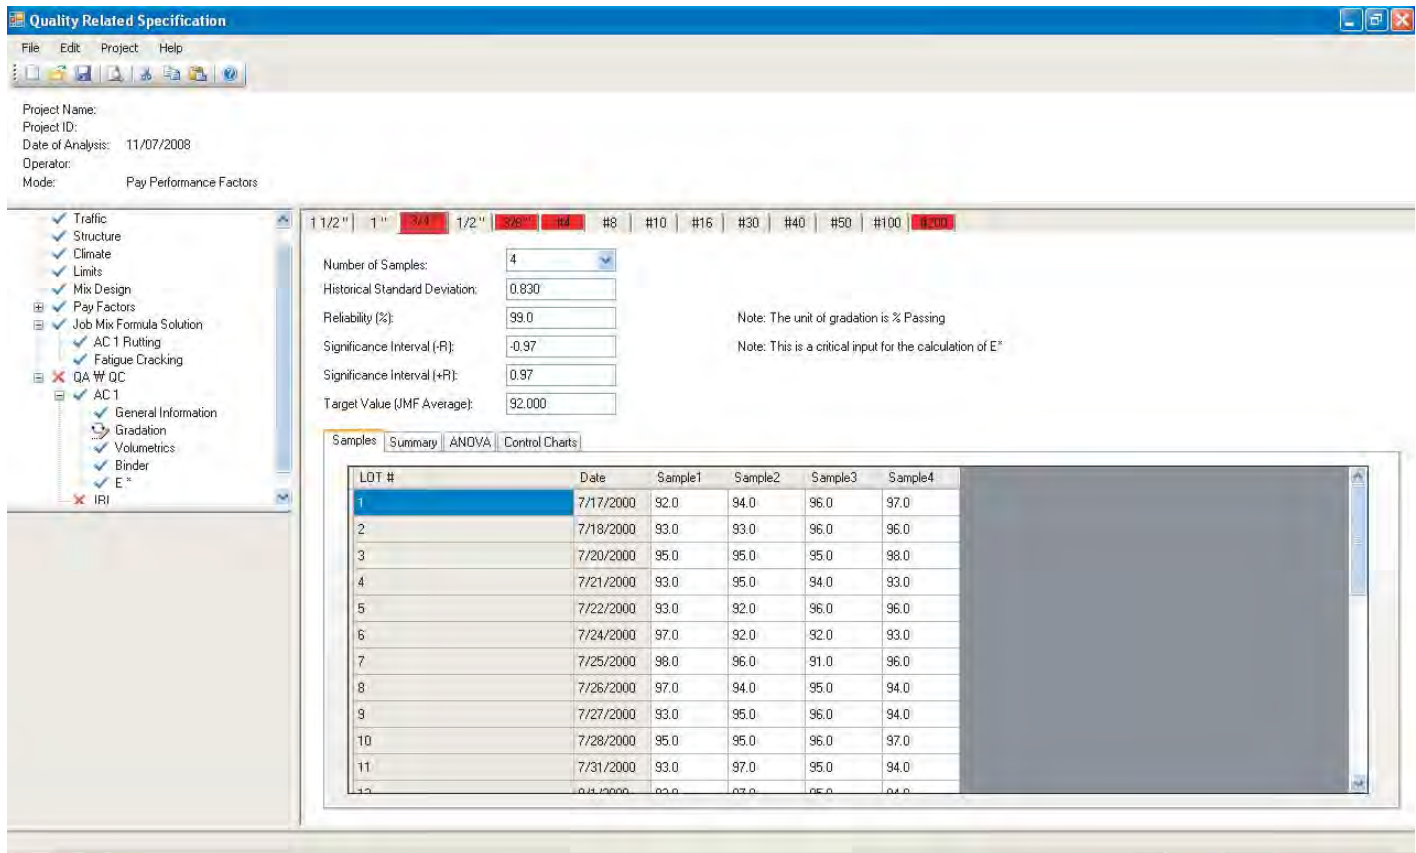 Quality Related Specification
File Edit Project Help
Project Name:
Project ID:
Date of Analysis: 11/07/2008
Operator:
Mode: Pay Performance Factors
Traffic
Structure
Climate
Limits
Mix Design
Pay Factors
Job Mix Formula Solution
AC 1 Rutting
Fatigue Cracking
QA ₩ QC
AC 1
General Information
Gradation
Volumetrics
Binder
E *
IRI
1 1/2 " 1 " 3/4 " 1/2 " 3/8 " #4 #8 #10 #16 #30 #40 #50 #100 #200
Number of Samples: 4
Historical Standard Deviation: 0.830
Reliability (%): 99.0 Note: The unit of gradation is % Passing
Significance Interval (-R): -0.97 Note: This is a critical input for the calculation of E*
Significance Interval (+R): 0.97
Target Value (JMF Average): 92.000
Samples Summary ANOVA Control Charts
LOT # Date Sample1 Sample2 Sample3 Sample4
1 7/17/2000 92.0 94.0 96.0 97.0
2 7/18/2000 93.0 93.0 96.0 96.0
3 7/20/2000 95.0 95.0 95.0 98.0
4 7/21/2000 93.0 95.0 94.0 93.0
5 7/22/2000 93.0 92.0 96.0 96.0
6 7/24/2000 97.0 92.0 92.0 93.0
7 7/25/2000 98.0 96.0 91.0 96.0
8 7/26/2000 97.0 94.0 95.0 94.0
9 7/27/2000 93.0 95.0 96.0 94.0
10 7/28/2000 95.0 95.0 96.0 97.0
11 7/31/2000 93.0 97.0 95.0 94.0